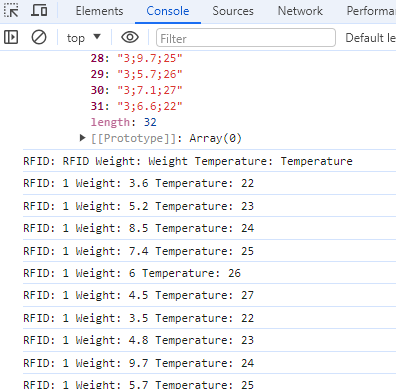 Elements Console Sources Network Performa
top Filter Default le
28: "3;9.7;25"
29: "3;5.7;26"
30: "3;7.1;27"
31: "3;6.6;22"
length: 32
[[Prototype]]: Array(0)
RFID: RFID Weight: Weight Temperature: Temperature
RFID: 1 Weight: 3.6 Temperature: 22
RFID: 1 Weight: 5.2 Temperature: 23
RFID: 1 Weight: 8.5 Temperature: 24
RFID: 1 Weight: 7.4 Temperature: 25
RFID: 1 Weight: 6 Temperature: 26
RFID: 1 Weight: 4.5 Temperature: 27
RFID: 1 Weight: 3.5 Temperature: 22
RFID: 1 Weight: 4.8 Temperature: 23
RFID: 1 Weight: 9.7 Temperature: 24
RFID: 1 Weight: 5.7 Temperature: 25